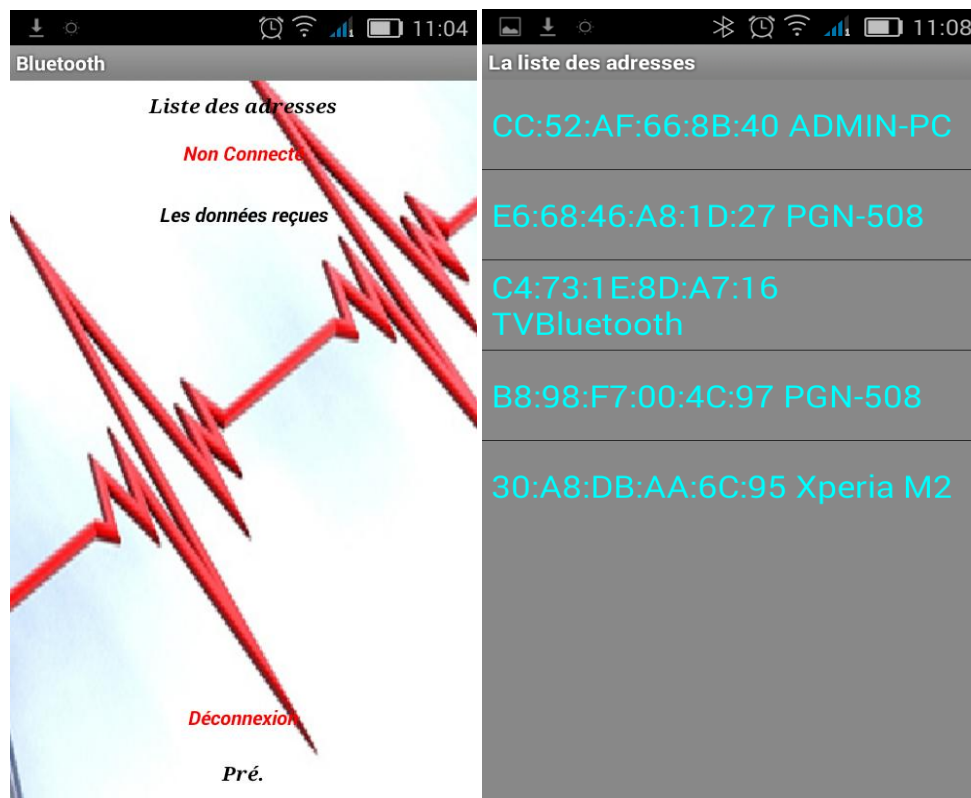 11:04
Bluetooth
Liste des adresses
Non Connecté
Les données reçues
Déconnexion
Pré.
11:08
La liste des adresses
CC:52:AF:66:8B:40 ADMIN-PC
E6:68:46:A8:1D:27 PGN-508
C4:73:1E:8D:A7:16
TVBluetooth
B8:98:F7:00:4C:97 PGN-508
30:A8:DB:AA:6C:95 Xperia M2